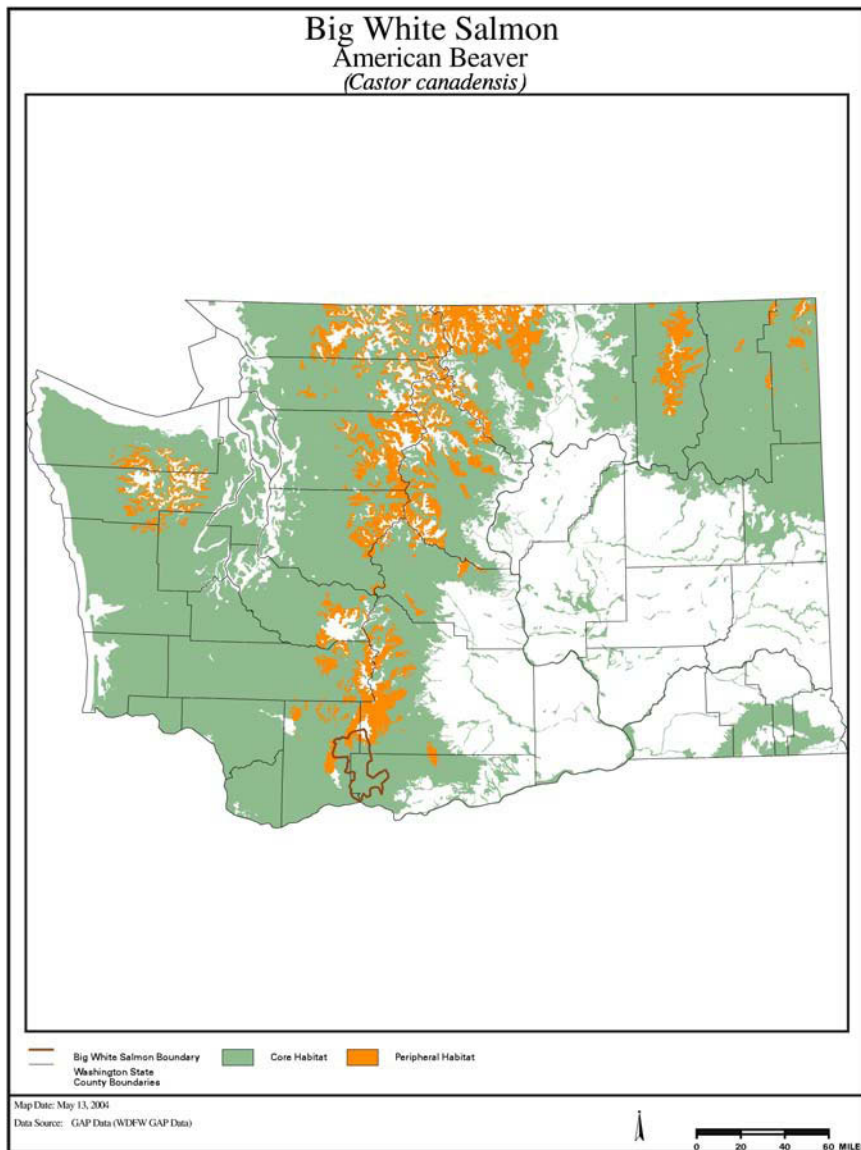 Big White Salmon
American Beaver
(Castor canadensis)
Big White Salmon Boundary
Washington State
County Boundaries
Core Habitat
Peripheral Habitat
Map Date: May 13, 2004
Data Source: GAP Data (WDFW GAP Data)
0 20 40 60 MILE